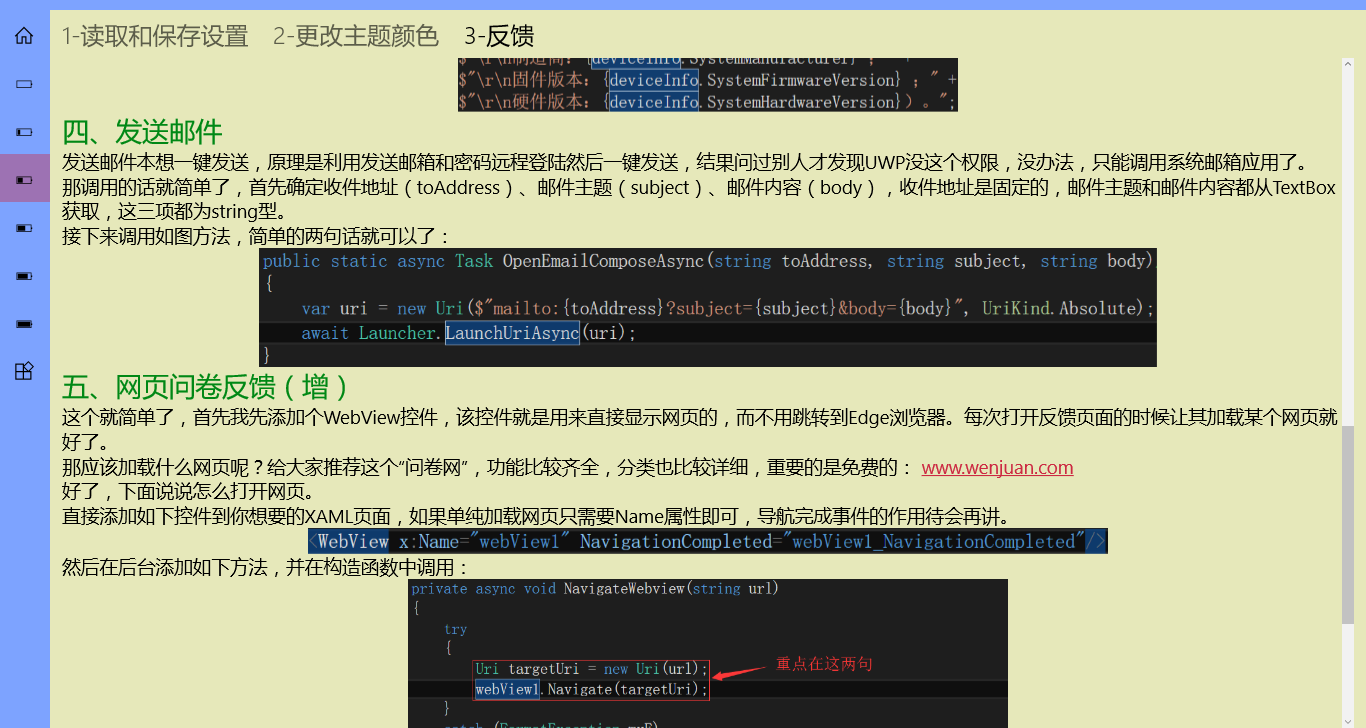 1-读取和保存设置 2-更改主题颜色 3-反馈
$"\r\n制造商：{deviceInfo.SystemManufacturer} ；" +
$"\r\n固件版本：{deviceInfo.SystemFirmwareVersion} ；" +
$"\r\n硬件版本：{deviceInfo.SystemHardwareVersion}）。";
四、发送邮件
发送邮件本想一键发送，原理是利用发送邮箱和密码远程登陆然后一键发送，结果问过别人才发现UWP没这个权限，没办法，只能调用系统邮箱应用了。
那调用的话就简单了，首先确定收件地址（toAddress）、邮件主题（subject）、邮件内容（body），收件地址是固定的，邮件主题和邮件内容都从TextBox
获取，这三项都为string型。
接下来调用如图方法，简单的两句话就可以了：
public static async Task OpenEmailComposeAsync(string toAddress, string subject, string body)
{
var uri = new Uri($"mailto:{toAddress}?subject={subject}&body={body}", UriKind.Absolute);
await Launcher.LaunchUriAsync(uri);
}
五、网页问卷反馈（增）
这个就简单了，首先我先添加个WebView控件，该控件就是用来直接显示网页的，而不用跳转到Edge浏览器。每次打开反馈页面的时候让其加载某个网页就
好了。
那应该加载什么网页呢？给大家推荐这个“问卷网”，功能比较齐全，分类也比较详细，重要的是免费的： www.wenjuan.com
好了，下面说说怎么打开网页。
直接添加如下控件到你想要的XAML页面，如果单纯加载网页只需要Name属性即可，导航完成事件的作用待会再讲。
<WebView x:Name="webView1" NavigationCompleted="webView1_NavigationCompleted"/>
然后在后台添加如下方法，并在构造函数中调用：
private async void NavigateWebview(string url)
{
try
{
Uri targetUri = new Uri(url);
webView1.Navigate(targetUri);
重点在这两句
}
catch (FormatException myE)